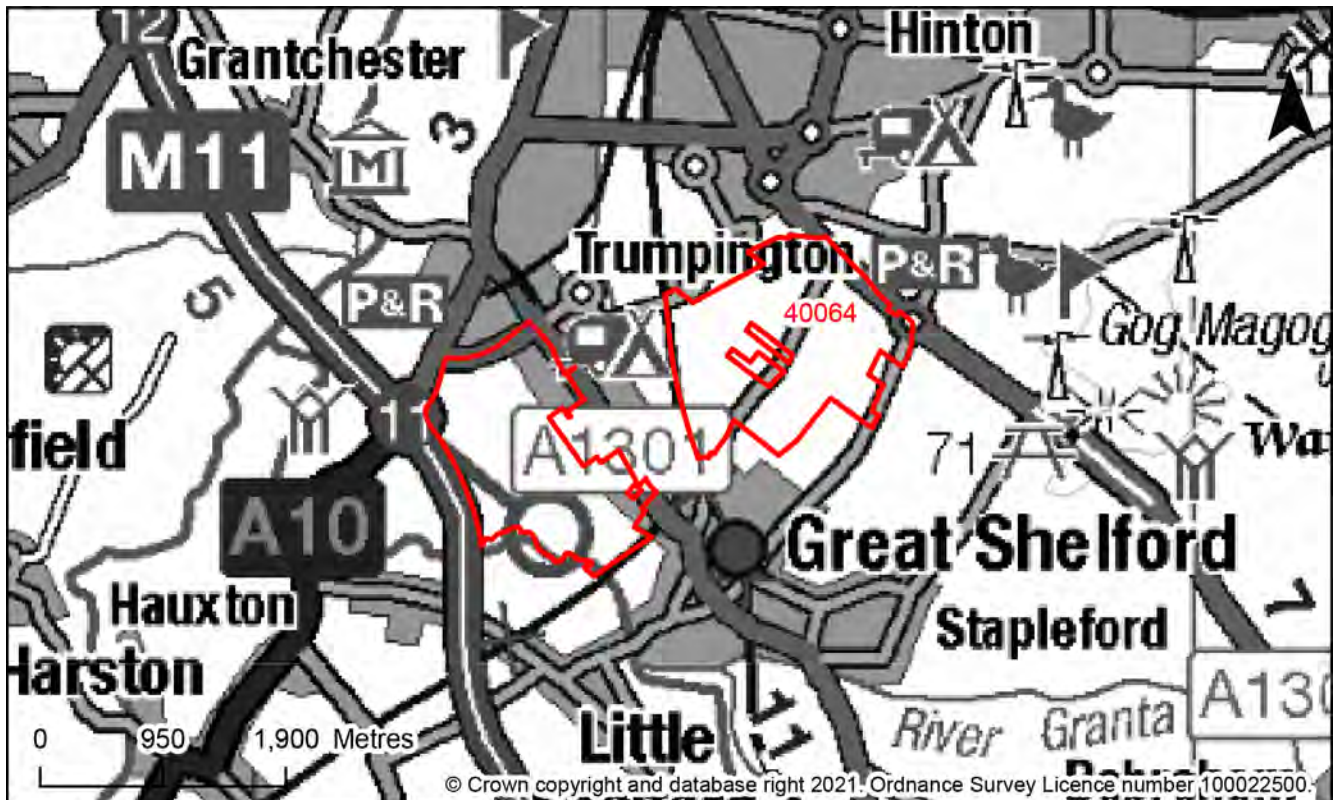 12
Grantchester
Hinton
M11
M
3
5
Trumpington
P&R
P&R
40064
Gog Magog
field
11
A1301
71
A10
Great Shelford
Hauxton
Stapleford
1
Harston
A130
River Granta
11
Little
0 950 1,900 Metres
© Crown copyright and database right 2021. Ordnance Survey Licence number 100022500.